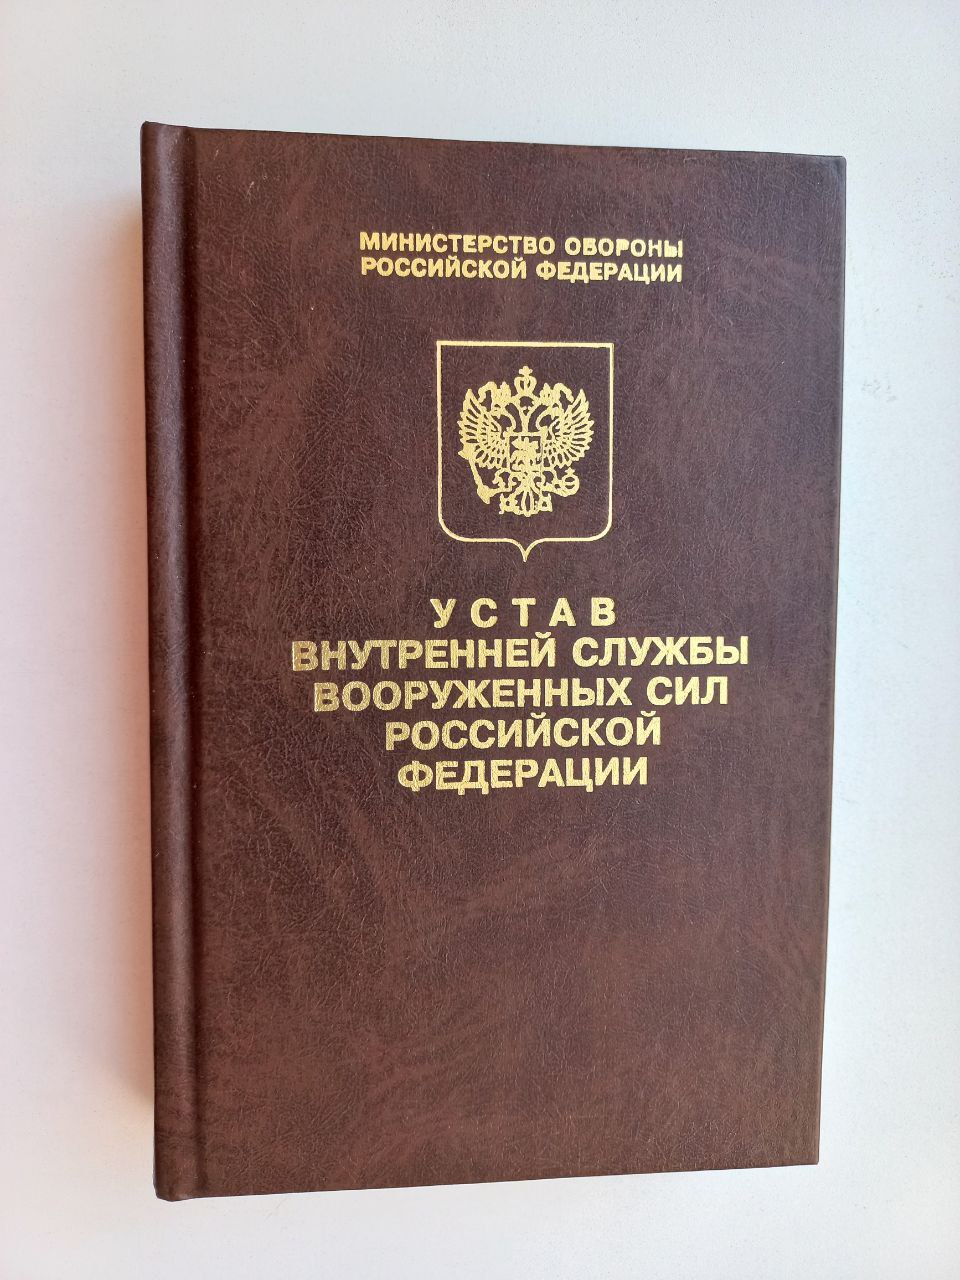 МИНИСТЕРСТВО ОБОРОНЫ
РОССИЙСКОЙ ФЕДЕРАЦИИ
УСТАВ
ВНУТРЕННЕЙ СЛУЖБЫ
ВООРУЖЕННЫХ СИЛ
РОССИЙСКОЙ
ФЕДЕРАЦИИ